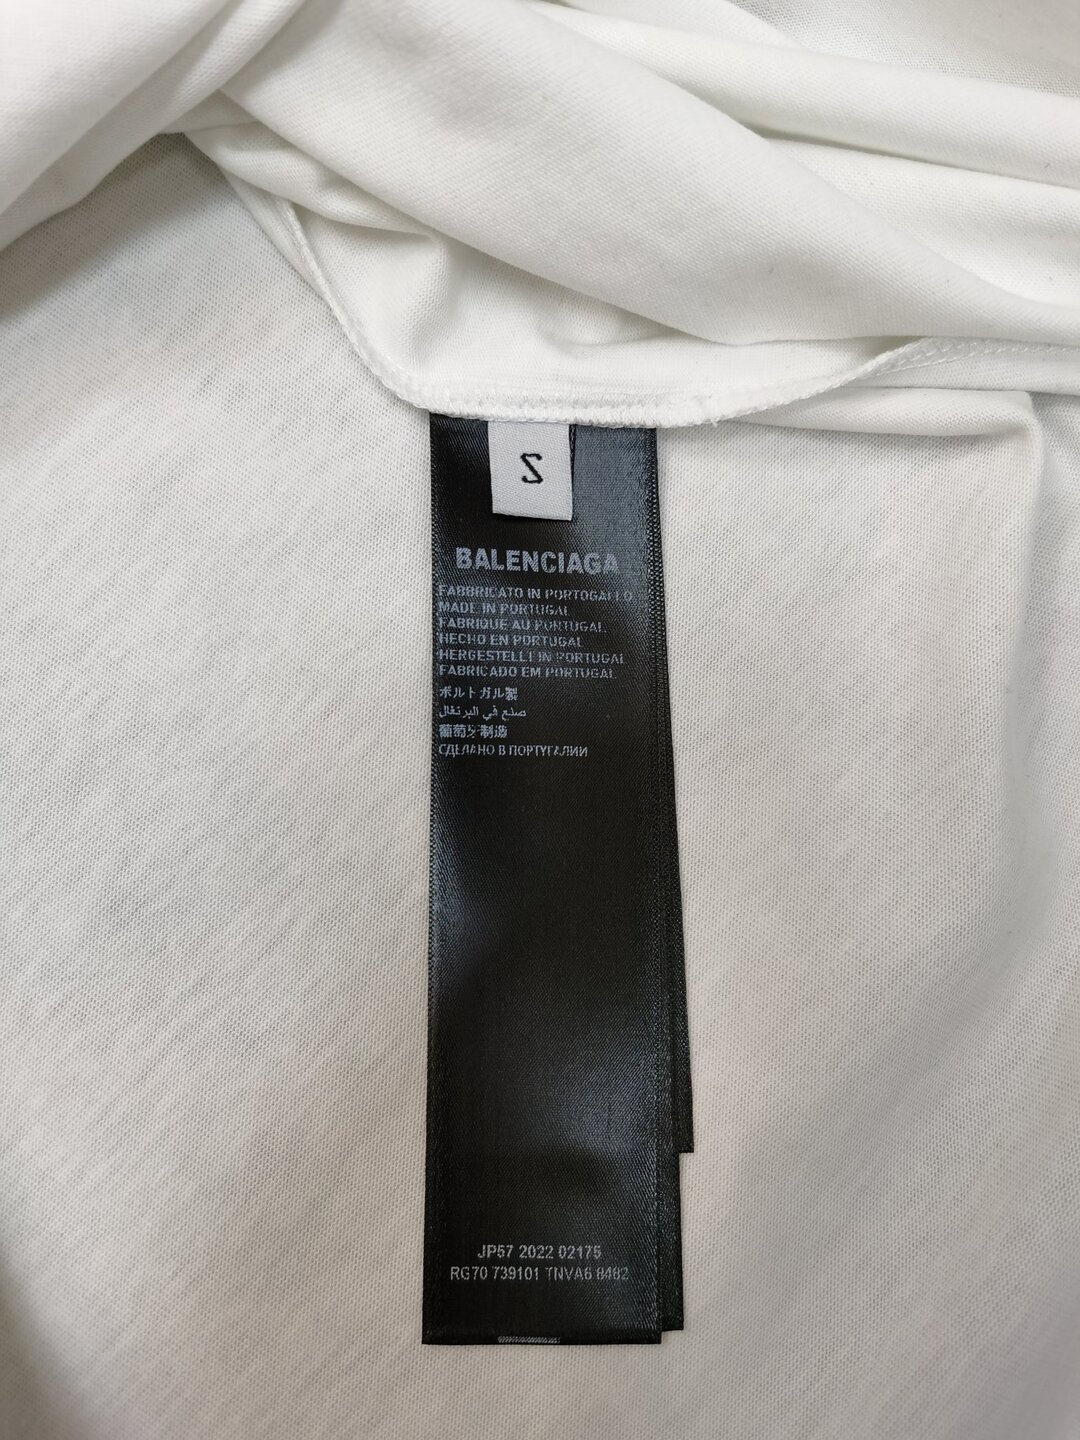 S
BALENCIAGA
FABBRICATO IN PORTOGALLO
MADE IN PORTUGAL
FABRIQUE AU PORTUGAL
HECHO EN PORTUGAL
HERGESTELLT IN PORTUGAL
FABRICADO EM PORTUGAL
ポルトガル製
صنع في البرتغال
葡萄牙制造
СДЕЛАНО В ПОРТУГАЛИИ
JP57 2022 02175
RG70 739101 TNVA6 8482